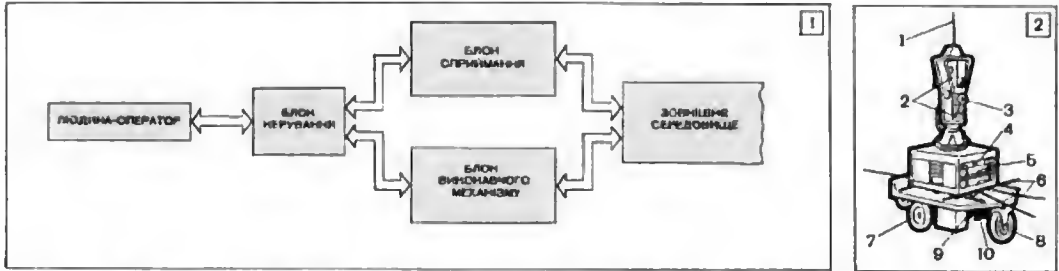 1
ЛЮДИНА-ОПЕРАТОР
БЛОК
КЕРУВАННЯ
БЛОК
СПРИЙМАННЯ
БЛОК
ВИКОНАВЧОГО
МЕХАНІЗМУ
ЗОВНІШНЄ
СЕРЕДОВИЩЕ
2
1
2
3
4
5
6
7
8
9
10